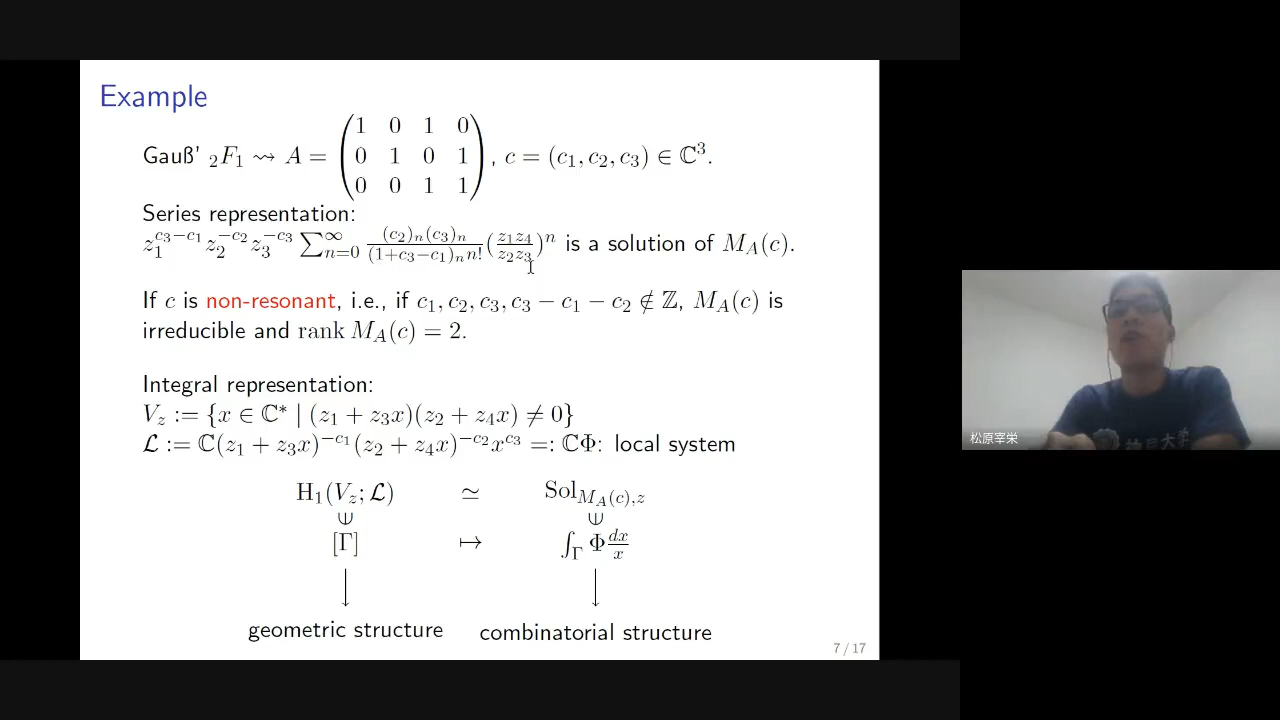 Example
Gauß' ₂F₁ ⇝ A = (1 0 1 0; 0 1 0 1; 0 0 1 1), c = (c₁, c₂, c₃) ∈ ℂ³.
Series representation:
z₁^{c₃−c₁} z₂^{−c₂} z₃^{−c₃} ∑_{n=0}^{∞} \frac{(c₂)ₙ(c₃)ₙ}{(1+c₃−c₁)ₙn!} (\frac{z₁z₄}{z₂z₃})ⁿ is a solution of M_A(c).
If c is non-resonant, i.e., if c₁, c₂, c₃, c₃ − c₁ − c₂ ∉ ℤ, M_A(c) is
irreducible and rank M_A(c) = 2.
Integral representation:
V_z := {x ∈ ℂ* | (z₁ + z₃x)(z₂ + z₄x) ≠ 0}
ℒ := ℂ(z₁ + z₃x)^{−c₁}(z₂ + z₄x)^{−c₂}x^{c₃} =: ℂΦ: local system
H₁(V_z; ℒ) ≃ Sol_{M_A(c),z}
[Γ] ↦ ∫_Γ Φ \frac{dx}{x}
geometric structure combinatorial structure
7 / 17
松原宰栄